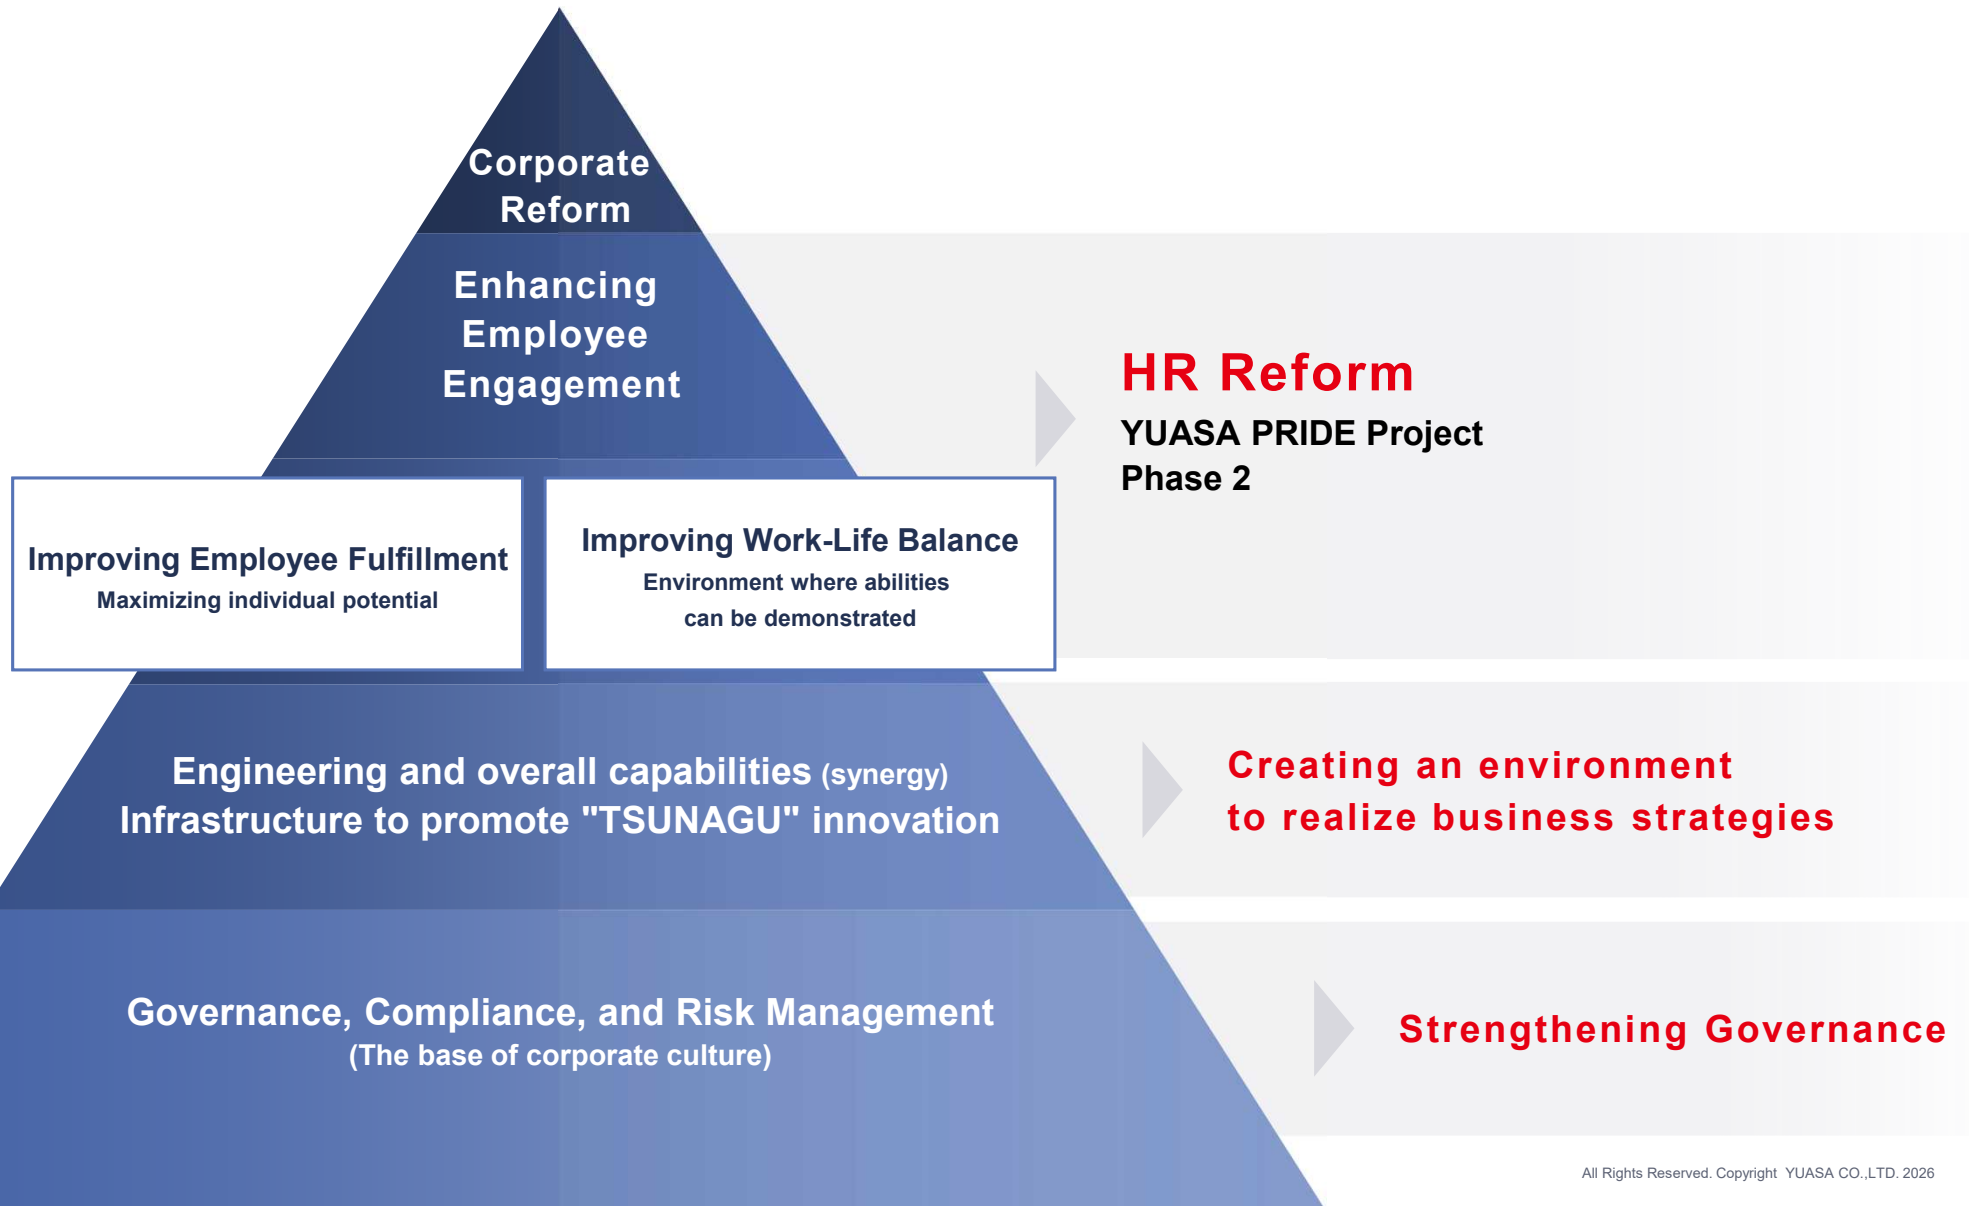 Corporate
Reform
Enhancing
Employee
Engagement
HR Reform
YUASA PRIDE Project
Phase 2
Improving Employee Fulfillment
Maximizing individual potential
Improving Work-Life Balance
Environment where abilities
can be demonstrated
Engineering and overall capabilities (synergy)
Infrastructure to promote "TSUNAGU" innovation
Creating an environment
to realize business strategies
Governance, Compliance, and Risk Management
(The base of corporate culture)
Strengthening Governance
All Rights Reserved. Copyright YUASA CO.,LTD. 2026